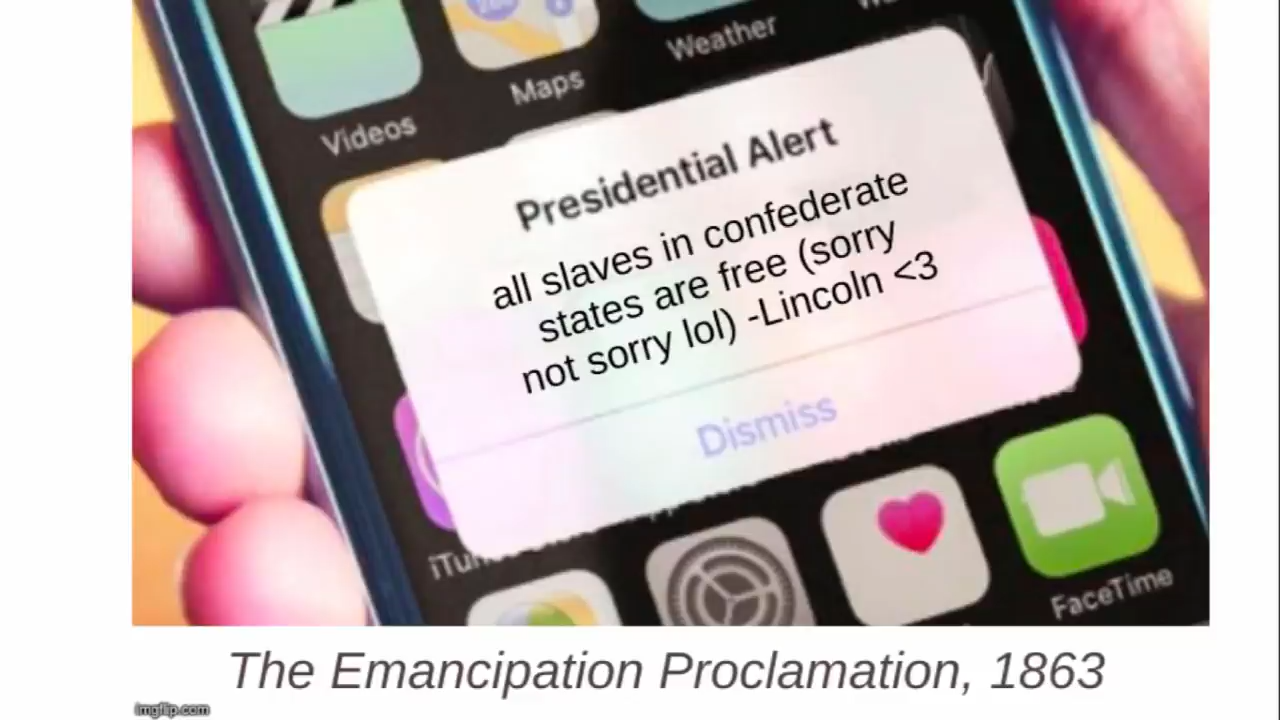 Weather
Maps
Videos
Presidential Alert
all slaves in confederate
states are free (sorry
not sorry lol) -Lincoln <3
Dismiss
FaceTime
The Emancipation Proclamation, 1863
imgflip.com